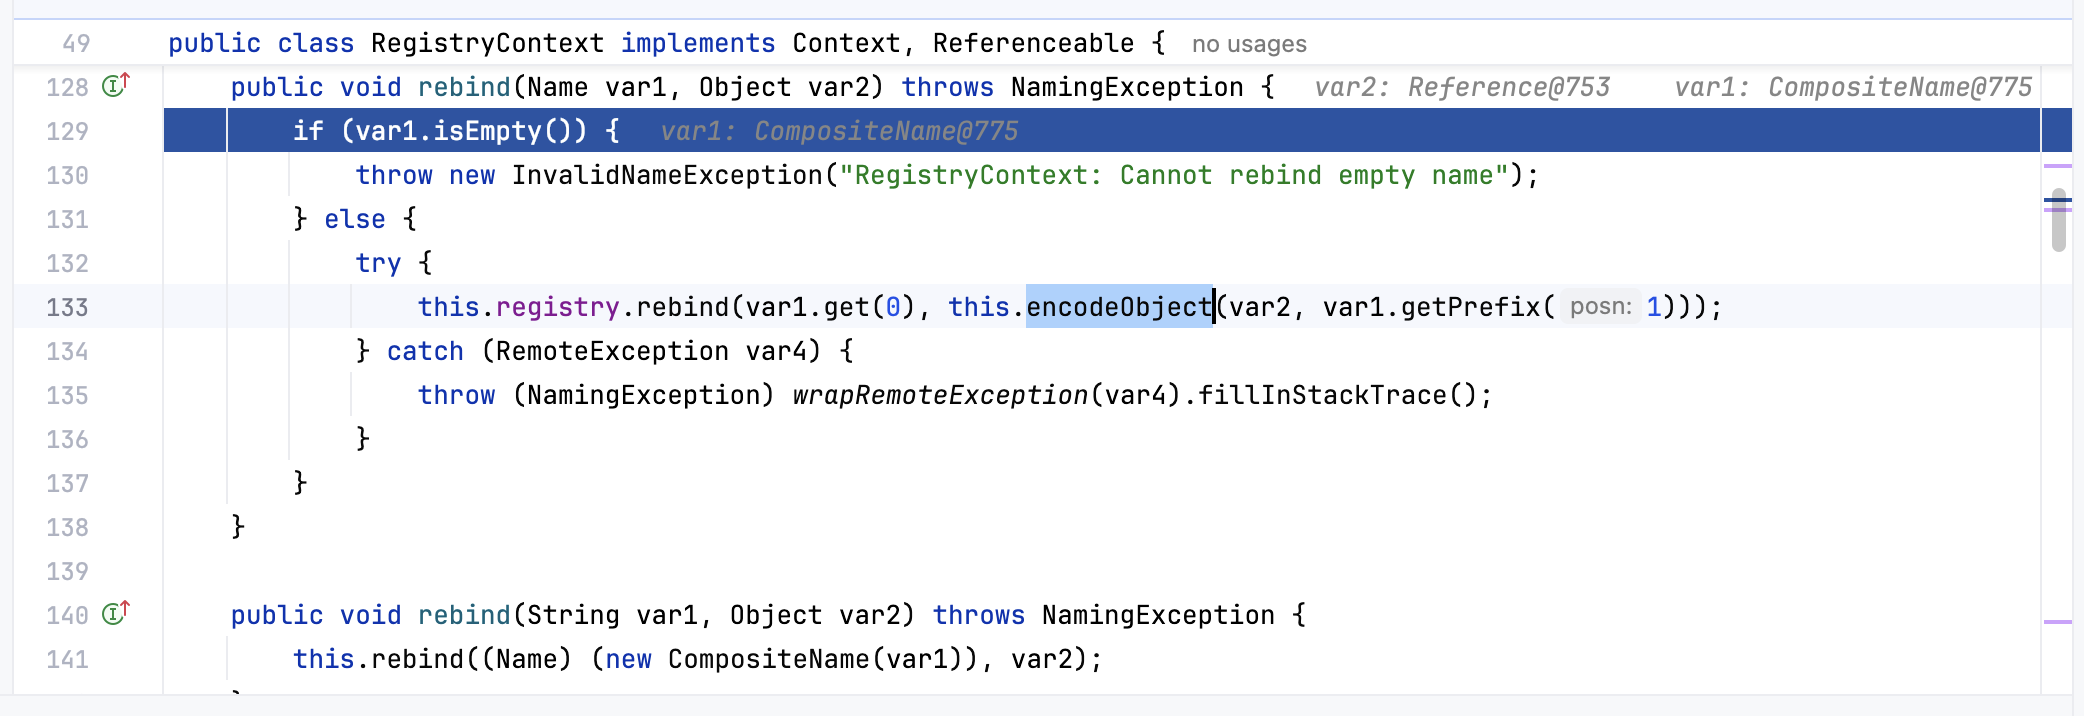 49 public class RegistryContext implements Context, Referenceable { no usages
128 public void rebind(Name var1, Object var2) throws NamingException { var2: Reference@753 var1: CompositeName@775
129 if (var1.isEmpty()) { var1: CompositeName@775
130 throw new InvalidNameException("RegistryContext: Cannot rebind empty name");
131 } else {
132 try {
133 this.registry.rebind(var1.get(0), this.encodeObject(var2, var1.getPrefix( posn: 1)));
134 } catch (RemoteException var4) {
135 throw (NamingException) wrapRemoteException(var4).fillInStackTrace();
136 }
137 }
138 }
139
140 public void rebind(String var1, Object var2) throws NamingException {
141 this.rebind((Name) (new CompositeName(var1)), var2);